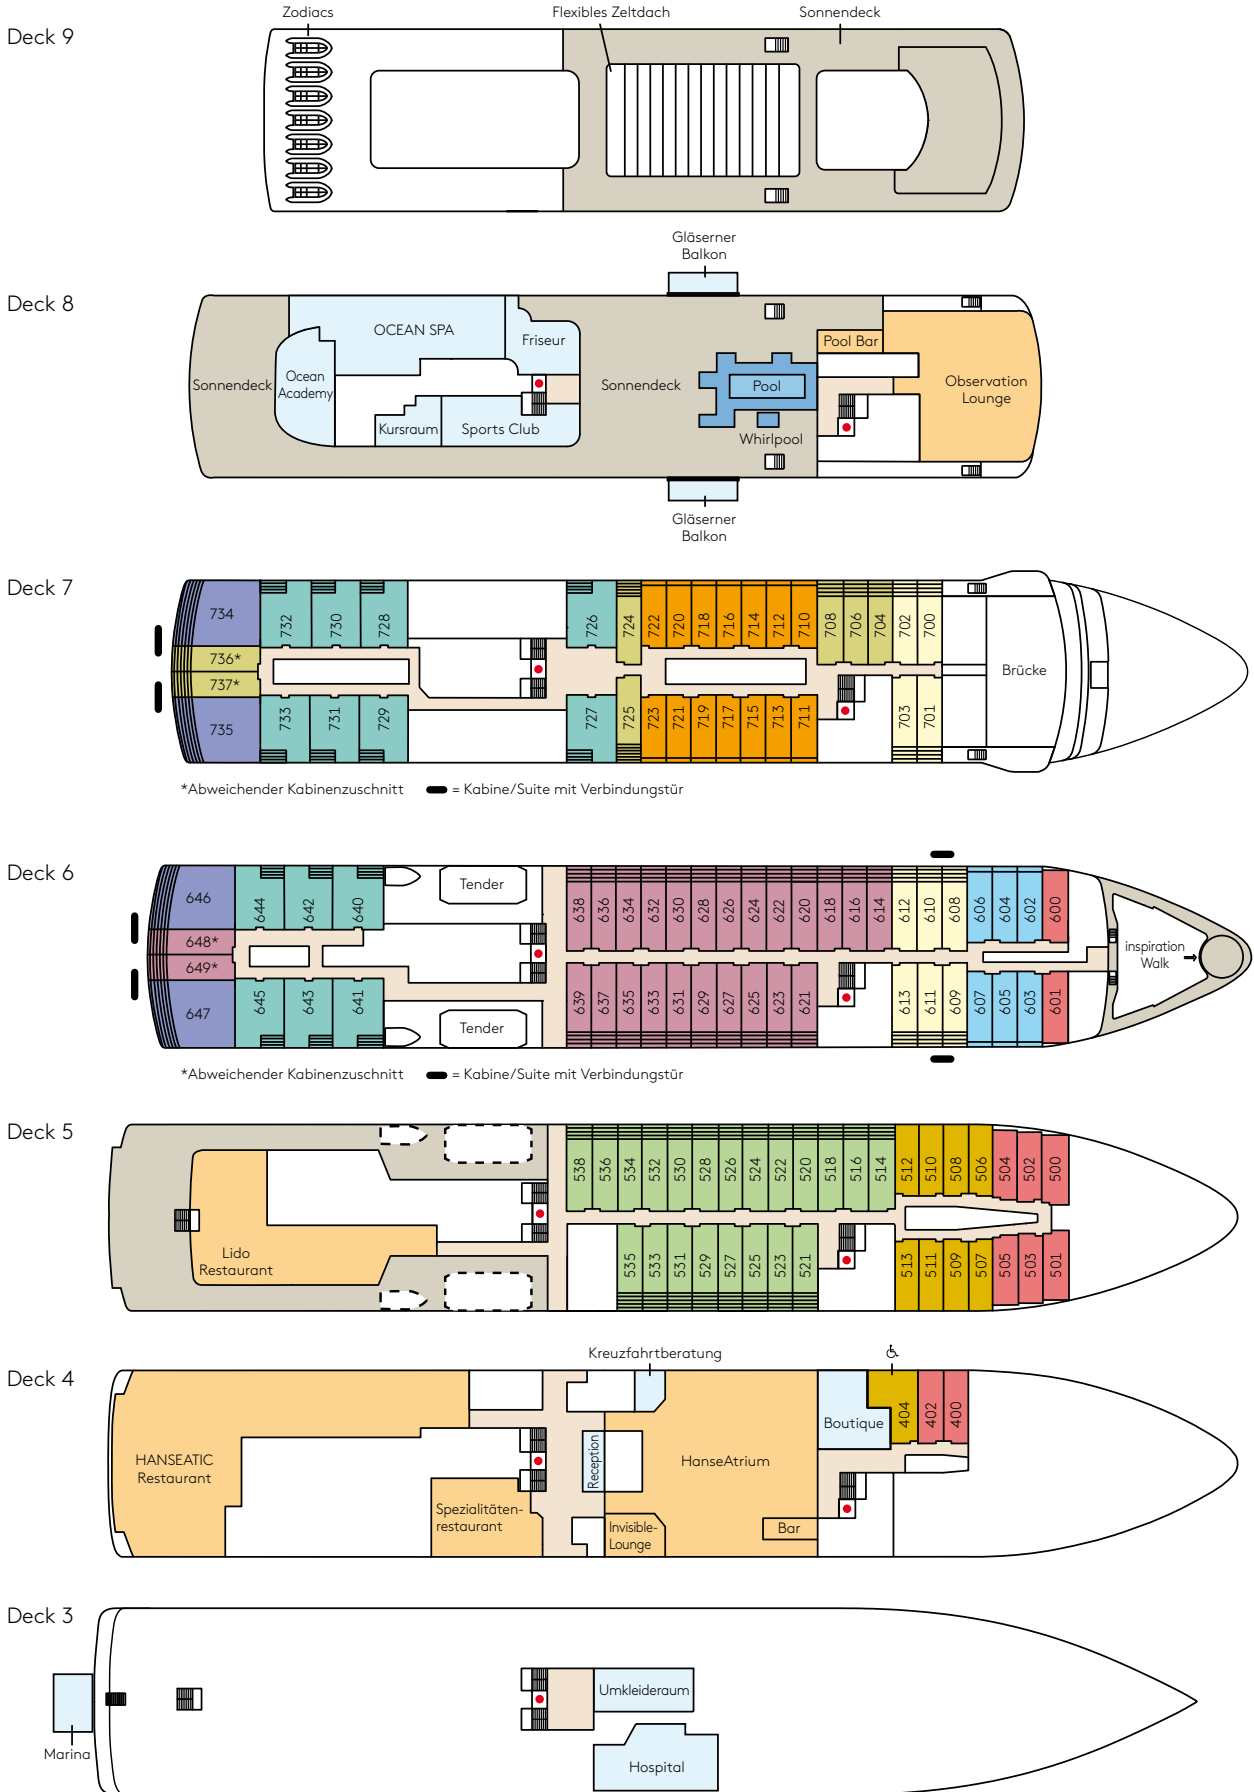 Zodiacs
Flexibles Zeltdach
Sonnendeck
Deck 9
Gläserner
Balkon
Deck 8
OCEAN SPA
Friseur
Pool Bar
Sonnendeck
Ocean
Academy
Sonnendeck
Pool
Observation
Lounge
Kursraum
Sports Club
Whirlpool
Gläserner
Balkon
Deck 7
734
732
730
728
726
724
722
720
718
716
714
712
710
708
706
704
702
700
736*
737*
Brücke
735
733
731
729
727
725
723
721
719
717
715
713
711
703
701
*Abweichender Kabinenzuschnitt
= Kabine/Suite mit Verbindungstür
Deck 6
646
644
642
640
Tender
638
636
634
632
630
628
626
624
622
620
618
616
614
612
610
608
606
604
602
600
648*
649*
inspiration
Walk
647
645
643
641
Tender
639
637
635
633
631
629
627
625
623
621
613
611
609
607
605
603
601
*Abweichender Kabinenzuschnitt
= Kabine/Suite mit Verbindungstür
Deck 5
538
536
534
532
530
528
526
524
522
520
518
516
514
512
510
508
506
504
502
500
Lido
Restaurant
535
533
531
529
527
525
523
521
513
511
509
507
505
503
501
Deck 4
Kreuzfahrtberatung
HANSEATIC
Restaurant
Reception
HanseAtrium
Boutique
404
402
400
Spezialitäten-
restaurant
Invisible-
Lounge
Bar
Deck 3
Umkleideraum
Marina
Hospital